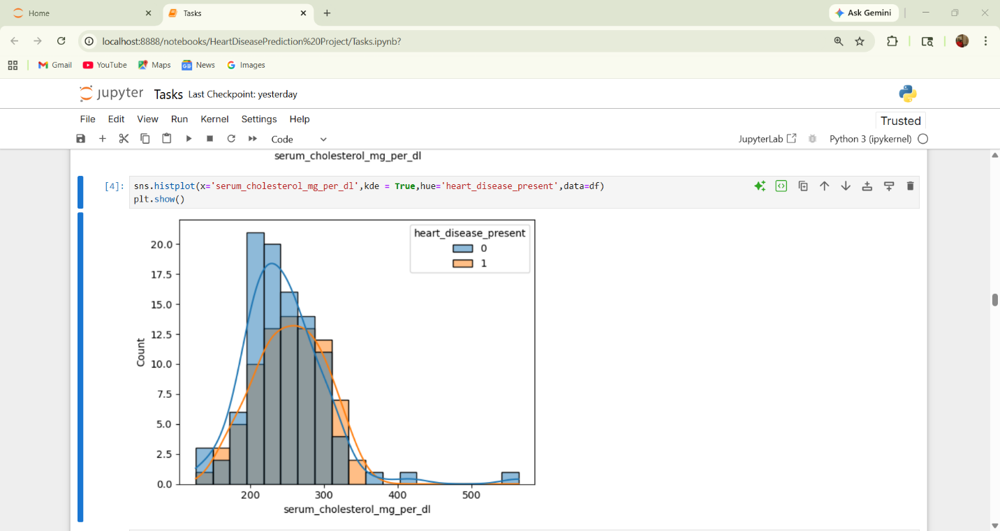 Home
Tasks
Ask Gemini
localhost:8888/notebooks/HeartDiseasePrediction%20Project/Tasks.ipynb?
Gmail
YouTube
Maps
News
Images
jupyter Tasks Last Checkpoint: yesterday
File Edit View Run Kernel Settings Help
Trusted
Code
JupyterLab
Python 3 (ipykernel)
serum_cholesterol_mg_per_dl
[4]:
sns.histplot(x='serum_cholesterol_mg_per_dl',kde = True,hue='heart_disease_present',data=df)
plt.show()
heart_disease_present
0
1
Count
20.0
17.5
15.0
12.5
10.0
7.5
5.0
2.5
0.0
200 300 400 500
serum_cholesterol_mg_per_dl